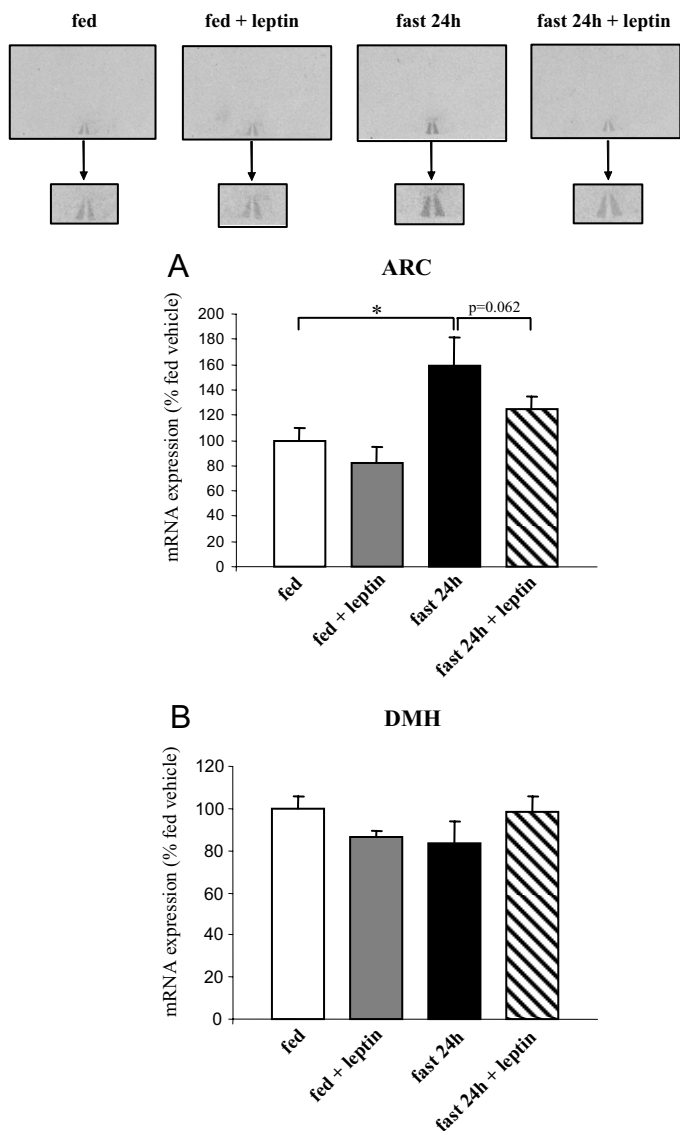 fed fed + leptin fast 24h fast 24h + leptin
A ARC
mRNA expression (% fed vehicle)
200
180
160
140
120
100
80
60
40
20
0
*
p=0.062
fed
fed + leptin
fast 24h
fast 24h + leptin
B DMH
mRNA expression (% fed vehicle)
120
100
80
60
40
20
0
fed
fed + leptin
fast 24h
fast 24h + leptin